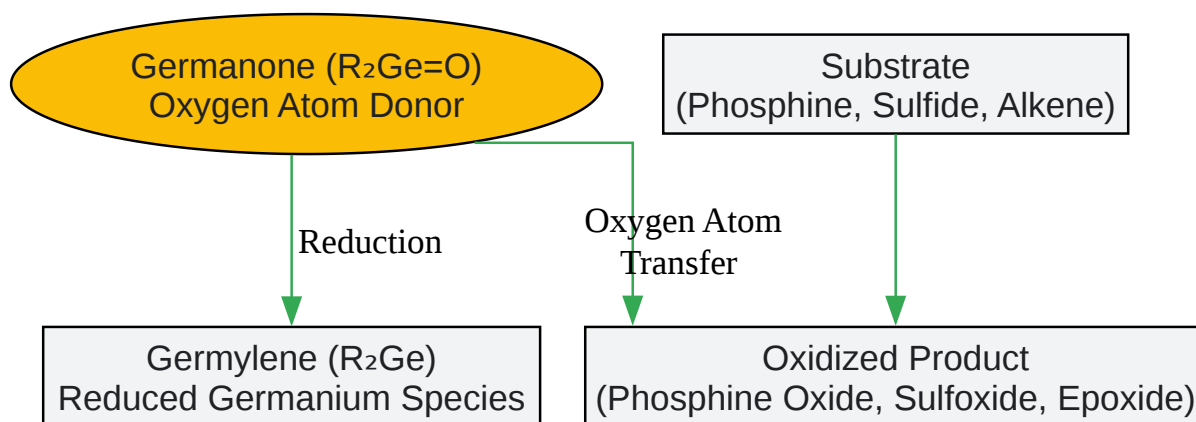 Germanone (R₂Ge=O)
Oxygen Atom Donor
Substrate
(Phosphine, Sulfide, Alkene)
Reduction
Oxygen Atom
Transfer
Germylene (R₂Ge)
Reduced Germanium Species
Oxidized Product
(Phosphine Oxide, Sulfoxide, Epoxide)